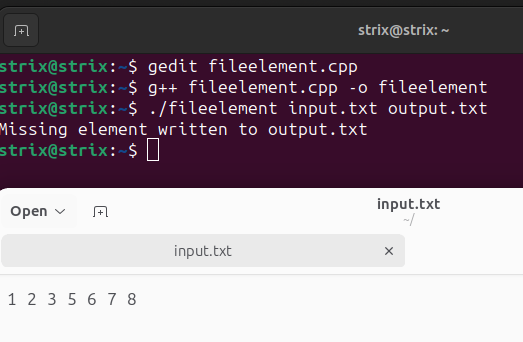 strix@strix: ~
strix@strix:~$ gedit fileelement.cpp
strix@strix:~$ g++ fileelement.cpp -o fileelement
strix@strix:~$ ./fileelement input.txt output.txt
Missing element written to output.txt
strix@strix:~$
Open
input.txt
~/
input.txt
1 2 3 5 6 7 8